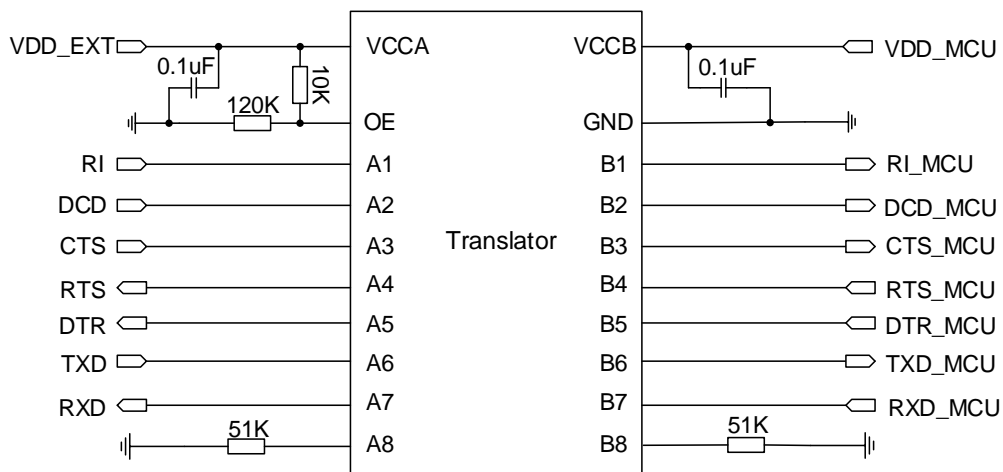 VDD_EXT VCCA VCCB VDD_MCU
0.1uF 10K 0.1uF
120K OE GND
RI A1 B1 RI_MCU
DCD A2 B2 DCD_MCU
CTS A3 Translator B3 CTS_MCU
RTS A4 B4 RTS_MCU
DTR A5 B5 DTR_MCU
TXD A6 B6 TXD_MCU
RXD A7 B7 RXD_MCU
51K A8 B8 51K